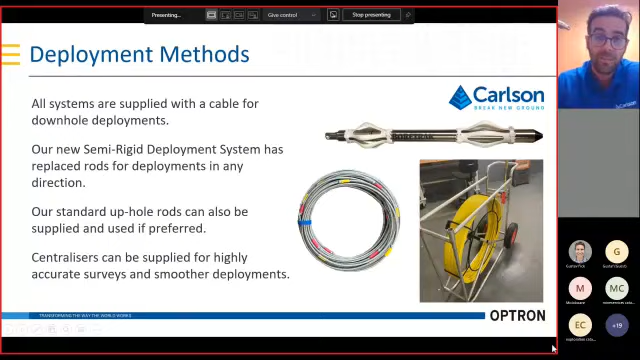 Presenting...
Give control
Stop presenting
Deployment Methods
Carlson
BREAK NEW GROUND
All systems are supplied with a cable for
downhole deployments.
Our new Semi-Rigid Deployment System has
replaced rods for deployments in any
direction.
Our standard up-hole rods can also be
supplied and used if preferred.
Centralisers can be supplied for highly
accurate surveys and smoother deployments.
TRANSFORMING THE WAY THE WORLD WORKS
OPTRON
Carlson
G
M
MC
EC
+19